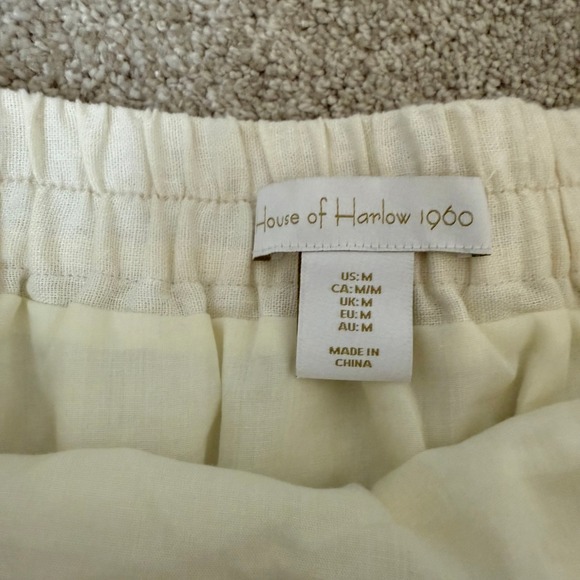 House of Harlow 1960
US: M
CA: M/M
UK: M
EU: M
AU: M
MADE IN
CHINA